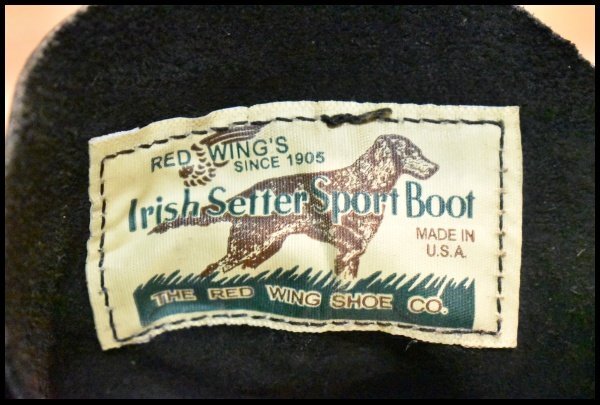 RED WING'S
SINCE 1905
Irish Setter Sport Boot
MADE IN
U.S.A.
THE RED WING SHOE CO.